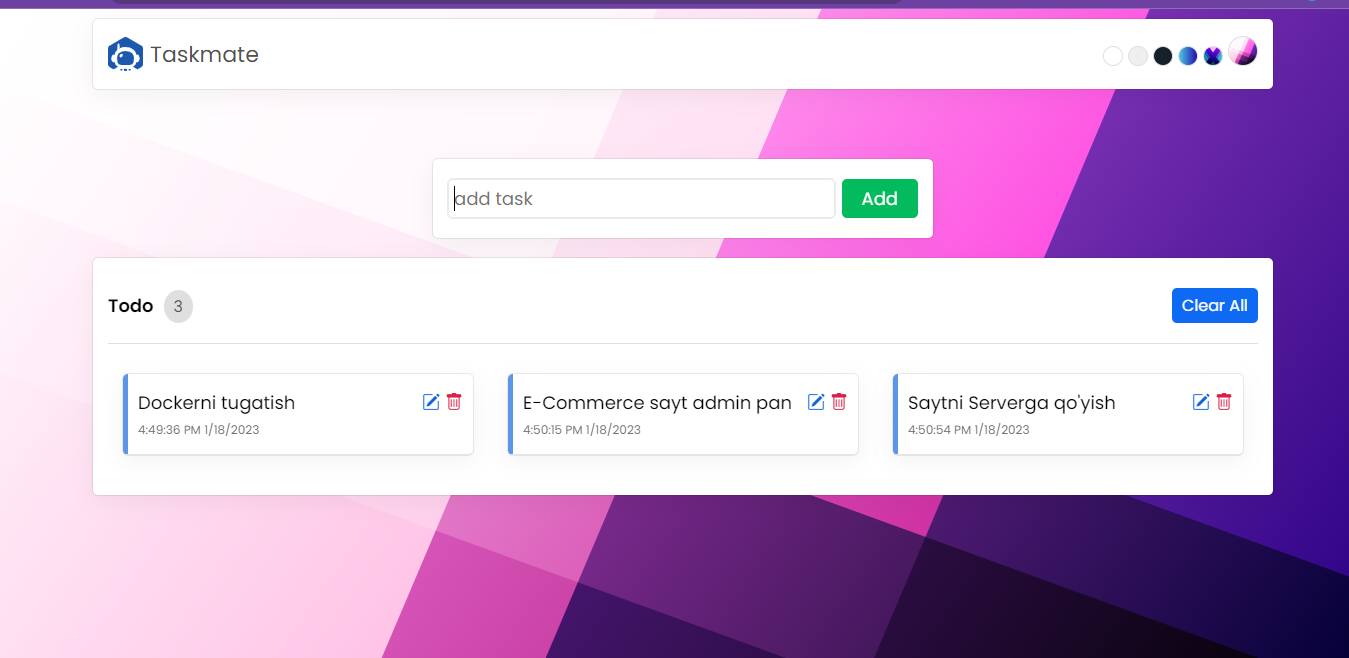 Taskmate
add task
Add
Todo 3
Clear All
Dockerni tugatish
4:49:36 PM 1/18/2023
E-Commerce sayt admin pan
4:50:15 PM 1/18/2023
Saytni Serverga qo'yish
4:50:54 PM 1/18/2023